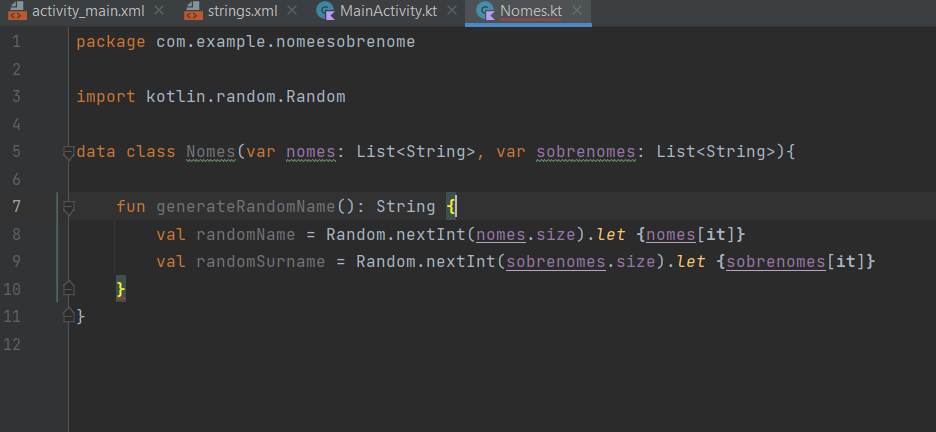 activity_main.xml strings.xml MainActivity.kt Nomes.kt
1 package com.example.nomeesobrenome
2
3 import kotlin.random.Random
4
5 data class Nomes(var nomes: List<String>, var sobrenomes: List<String>){
6
7 fun generateRandomName(): String {
8 val randomName = Random.nextInt(nomes.size).let {nomes[it]}
9 val randomSurname = Random.nextInt(sobrenomes.size).let {sobrenomes[it]}
10 }
11 }
12